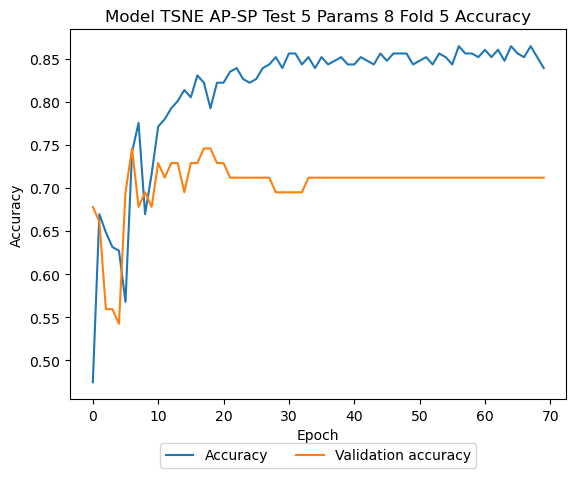 Model TSNE AP-SP Test 5 Params 8 Fold 5 Accuracy
0.85
0.80
0.75
0.70
0.65
0.60
0.55
0.50
Accuracy
0 10 20 30 40 50 60 70
Epoch
Accuracy Validation accuracy